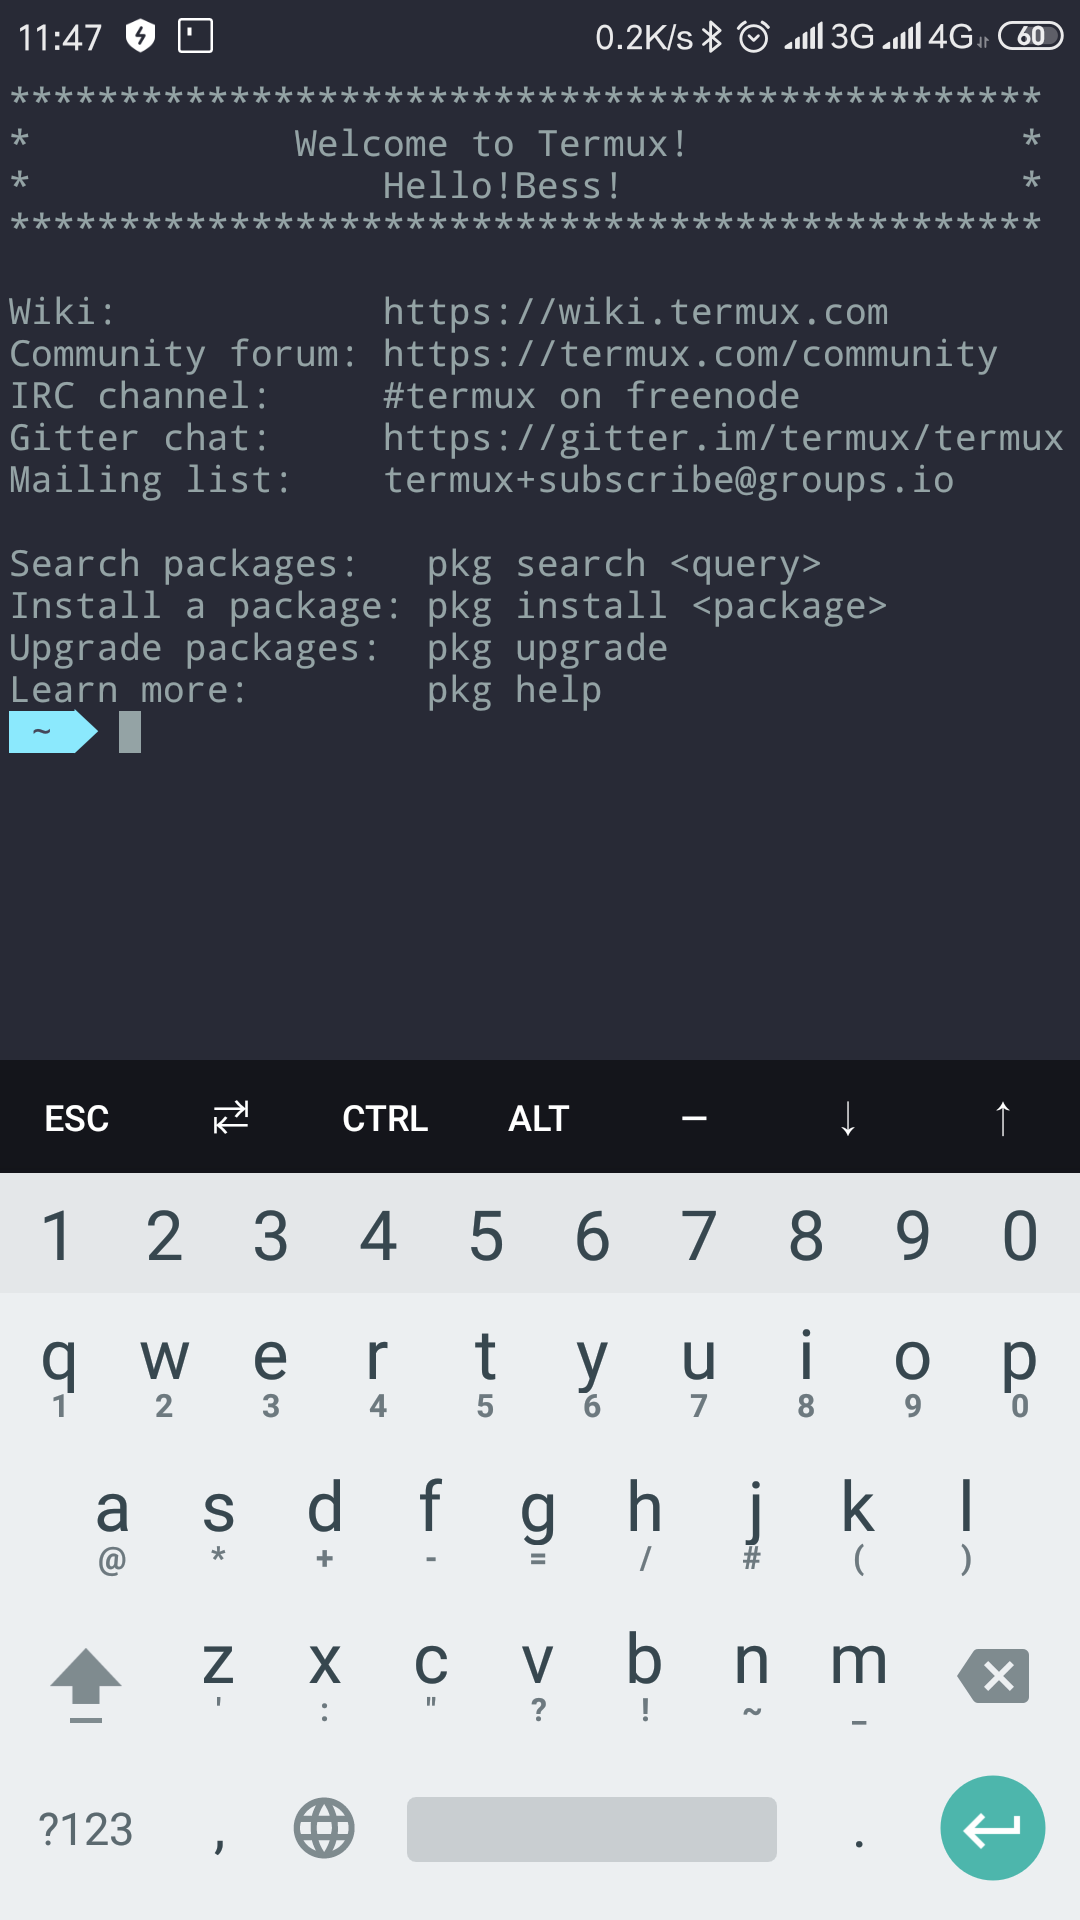 11:47 0.2K/s 3G 4G 60
***********************************************
* Welcome to Termux! *
* Hello!Bess! *
***********************************************
Wiki: https://wiki.termux.com
Community forum: https://termux.com/community
IRC channel: #termux on freenode
Gitter chat: https://gitter.im/termux/termux
Mailing list: termux+subscribe@groups.io
Search packages: pkg search <query>
Install a package: pkg install <package>
Upgrade packages: pkg upgrade
Learn more: pkg help
~
ESC ⇄ CTRL ALT – ↓ ↑
1 2 3 4 5 6 7 8 9 0
q w e r t y u i o p
1 2 3 4 5 6 7 8 9 0
a s d f g h j k l
@ * + - = / # ( )
z x c v b n m
' : " ? ! ~ _
?123 , .